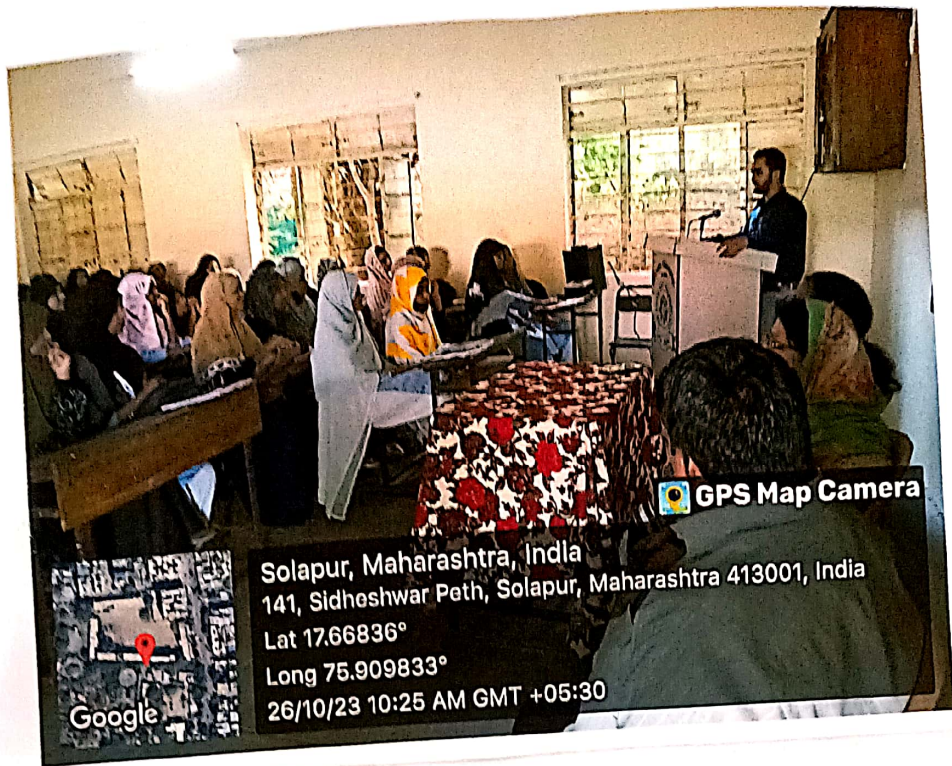 GPS Map Camera
Solapur, Maharashtra, India
141, Sidheshwar Peth, Solapur, Maharashtra 413001, India
Lat 17.66836°
Long 75.909833°
26/10/23 10:25 AM GMT +05:30
Google